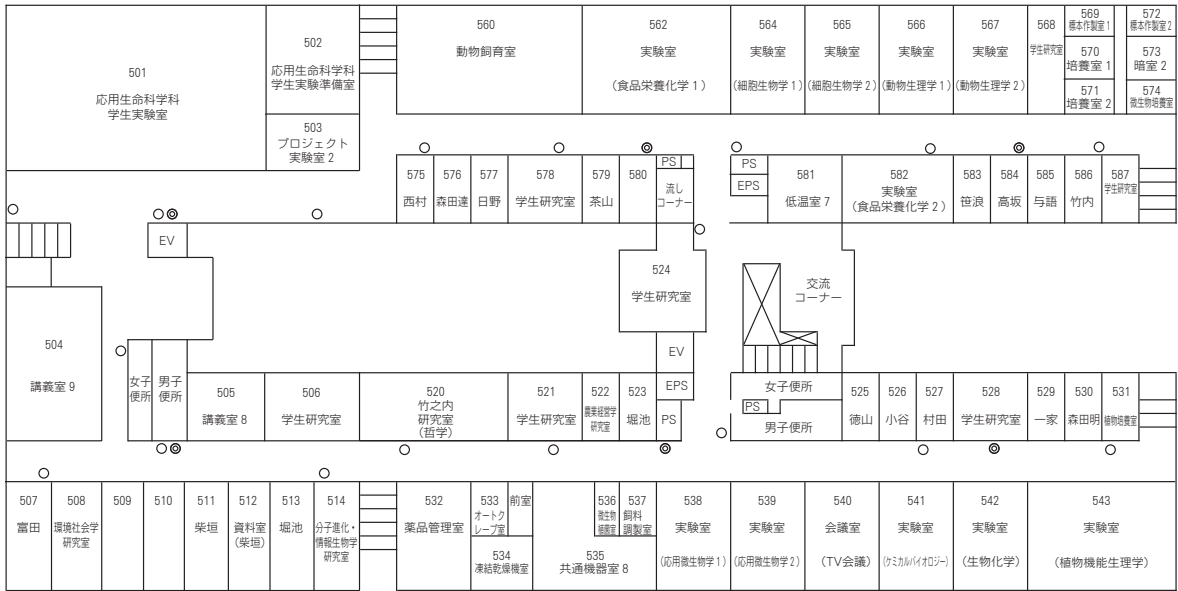 501
応用生命科学科
学生実験室
502
応用生命科学科
学生実験準備室
503
プロジェクト
実験室 2
560
動物飼育室
562
実験室
(食品栄養化学 1)
564
実験室
(細胞生物学 1)
565
実験室
(細胞生物学 2)
566
実験室
(動物生理学 1)
567
実験室
(動物生理学 2)
568
学生研究室
569
標本作製室 1
570
培養室 1
571
培養室 2
572
標本作製室 2
573
暗室 2
574
微生物培養室
575
西村
576
森田達
577
日野
578
学生研究室
579
茶山
580
PS
流し
コーナー
PS
EPS
581
低温室 7
582
実験室
(食品栄養化学 2)
583
笹浪
584
高坂
585
与語
586
竹内
587
学生研究室
EV
524
学生研究室
交流
コーナー
504
講義室 9
女子
便所
男子
便所
505
講義室 8
506
学生研究室
520
竹之内
研究室
(哲学)
521
学生研究室
522
農業経営学
研究室
523
堀池
EV
EPS
PS
女子便所
PS
男子便所
525
徳山
526
小谷
527
村田
528
学生研究室
529
一家
530
森田明
531
植物培養室
507
富田
508
環境社会学
研究室
509
510
511
柴垣
512
資料室
(柴垣)
513
堀池
514
分子進化・
情報生物学
研究室
532
薬品管理室
533
オートク
レーブ室
前室
534
凍結乾燥機室
535
共通機器室 8
536
微生物
537
飼料
調製室
538
実験室
(応用微生物学 1)
539
実験室
(応用微生物学 2)
540
会議室
(TV会議)
541
実験室
(ケミカルバイオロジー)
542
実験室
(生物化学)
543
実験室
(植物機能生理学)